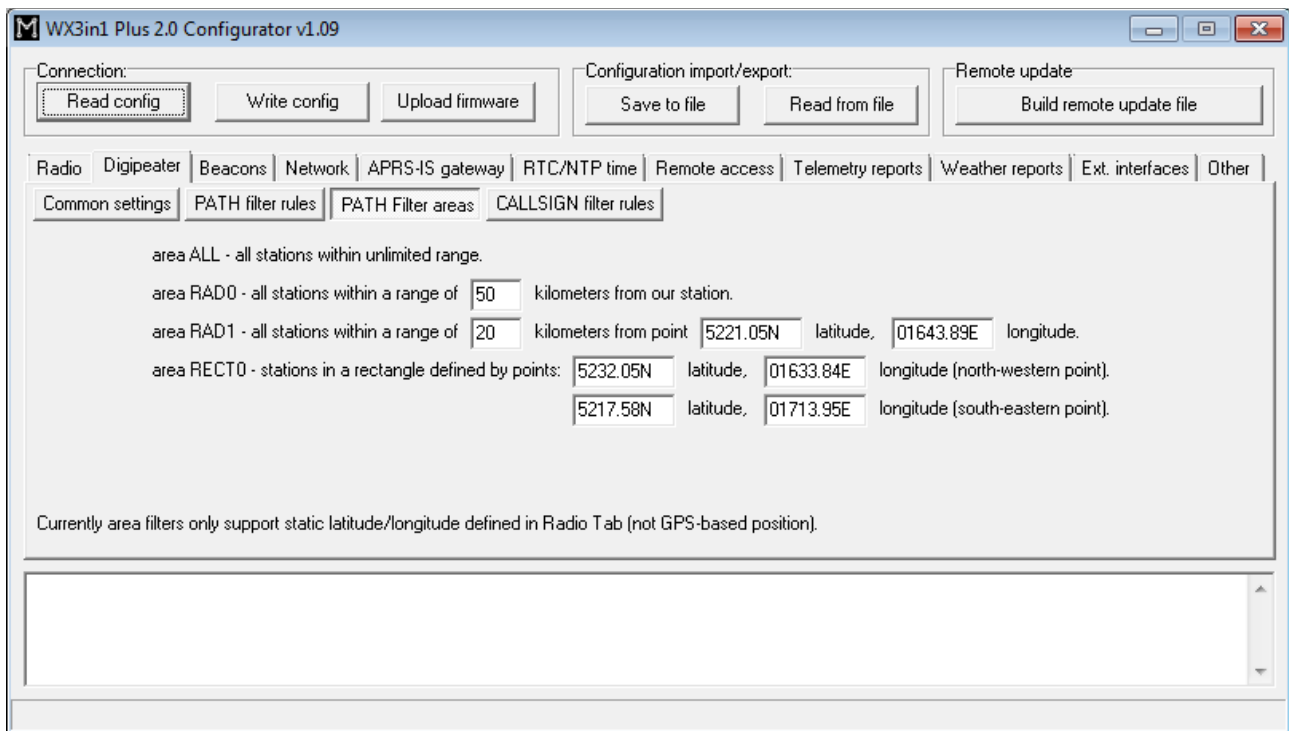 WX3in1 Plus 2.0 Configurator v1.09
Connection: Configuration import/export: Remote update
Read config Write config Upload firmware Save to file Read from file Build remote update file
Radio Digipeater Beacons Network APRS-IS gateway RTC/NTP time Remote access Telemetry reports Weather reports Ext. interfaces Other
Common settings PATH filter rules PATH Filter areas CALLSIGN filter rules
area ALL - all stations within unlimited range.
area RAD0 - all stations within a range of 50 kilometers from our station.
area RAD1 - all stations within a range of 20 kilometers from point 5221.05N latitude, 01643.89E longitude.
area RECT0 - stations in a rectangle defined by points: 5232.05N latitude, 01633.84E longitude (north-western point).
5217.58N latitude, 01713.95E longitude (south-eastern point).
Currently area filters only support static latitude/longitude defined in Radio Tab (not GPS-based position).